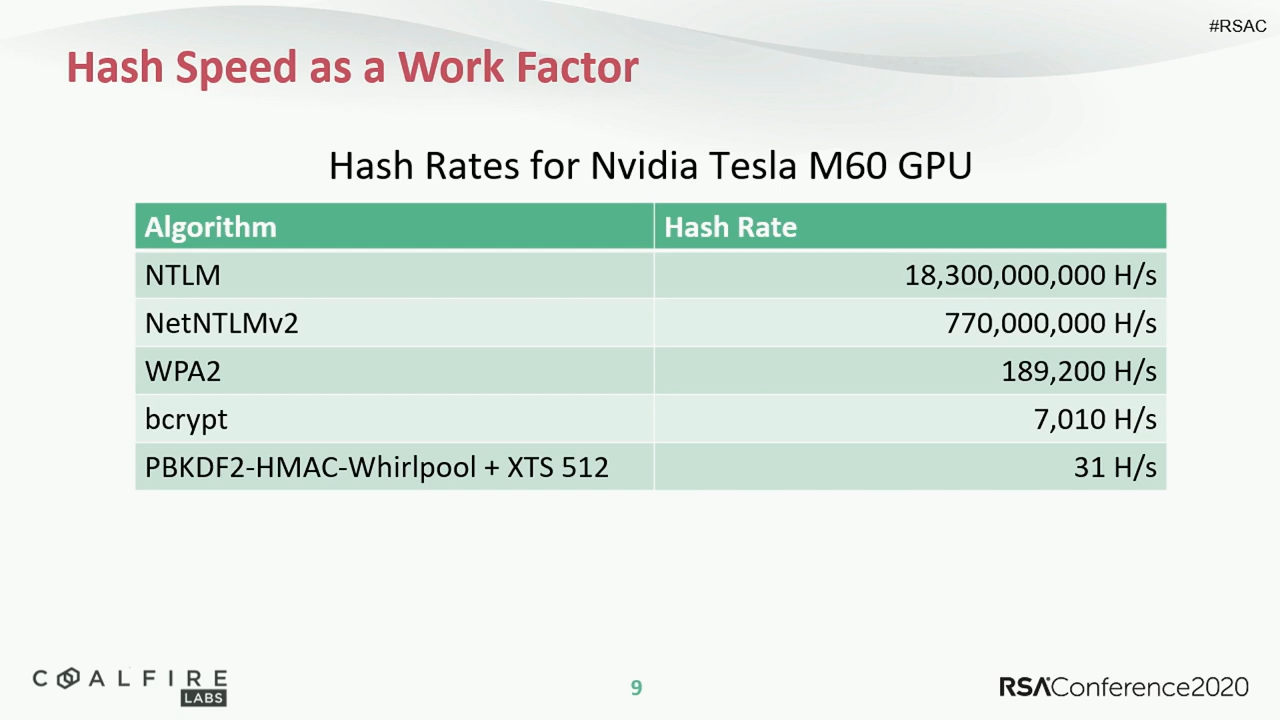 #RSAC
Hash Speed as a Work Factor
Hash Rates for Nvidia Tesla M60 GPU
Algorithm Hash Rate
NTLM 18,300,000,000 H/s
NetNTLMv2 770,000,000 H/s
WPA2 189,200 H/s
bcrypt 7,010 H/s
PBKDF2-HMAC-Whirlpool + XTS 512 31 H/s
COALFIRE
LABS
9
RSAConference2020